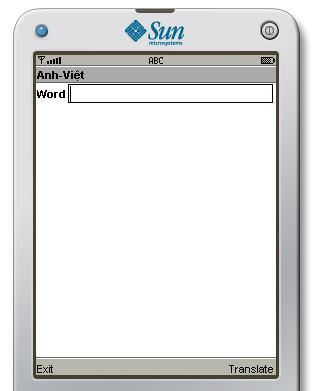 Sun
microsystems
ABC
Anh-Việt
Word
Exit Translate